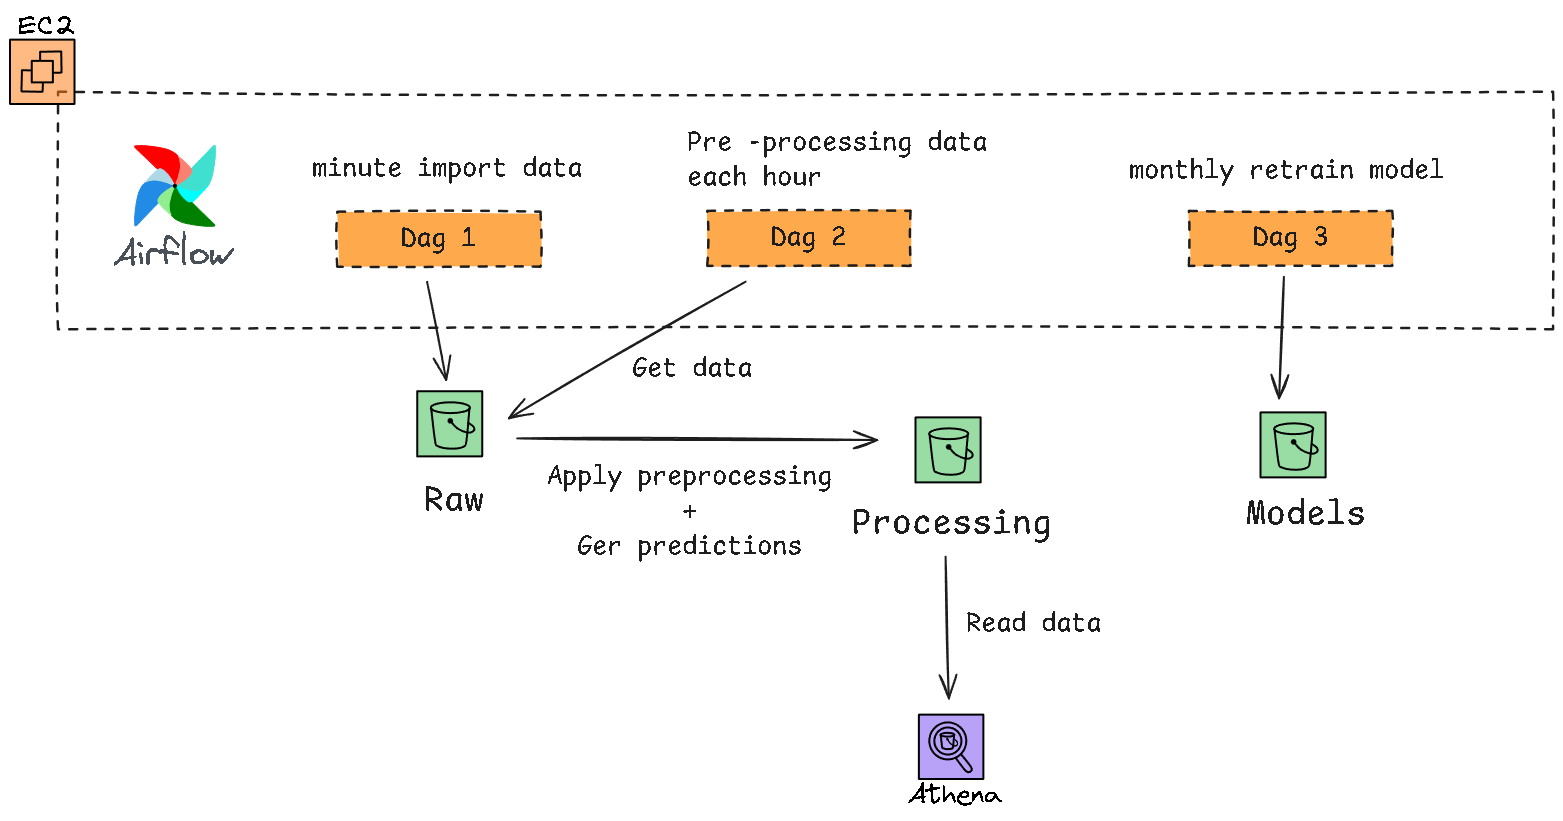 EC2
minute import data
Pre -processing data
each hour
monthly retrain model
Airflow
Dag 1
Dag 2
Dag 3
Get data
Raw
Apply preprocessing
+
Ger predictions
Processing
Models
Read data
Athena